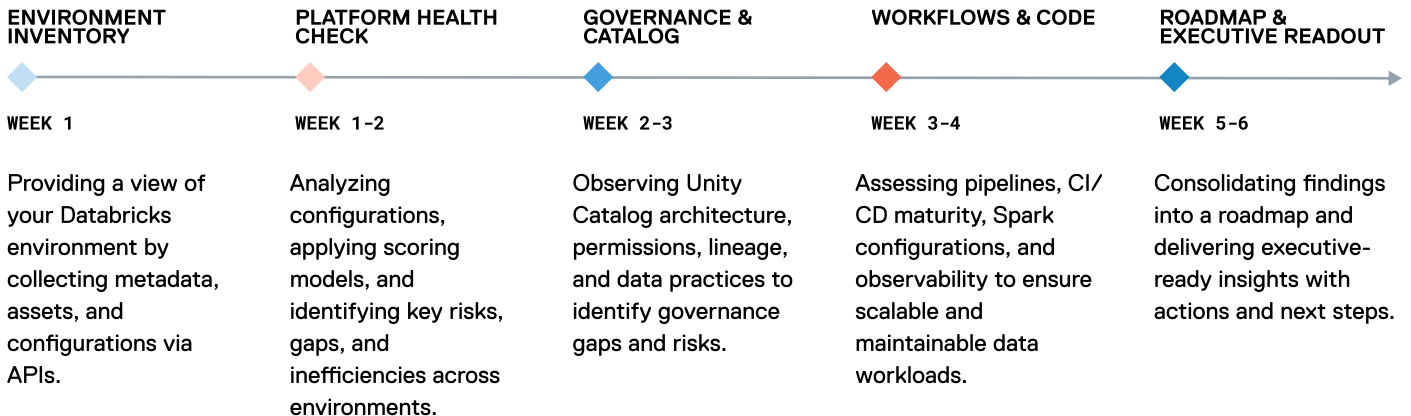 ENVIRONMENT
INVENTORY
WEEK 1
Providing a view of
your Databricks
environment by
collecting metadata,
assets, and
configurations via
APIs.
PLATFORM HEALTH
CHECK
WEEK 1-2
Analyzing
configurations,
applying scoring
models, and
identifying key risks,
gaps, and
inefficiencies across
environments.
GOVERNANCE &
CATALOG
WEEK 2-3
Observing Unity
Catalog architecture,
permissions, lineage,
and data practices to
identify governance
gaps and risks.
WORKFLOWS & CODE
WEEK 3-4
Assessing pipelines, CI/
CD maturity, Spark
configurations, and
observability to ensure
scalable and
maintainable data
workloads.
ROADMAP &
EXECUTIVE READOUT
WEEK 5-6
Consolidating findings
into a roadmap and
delivering executive-
ready insights with
actions and next steps.